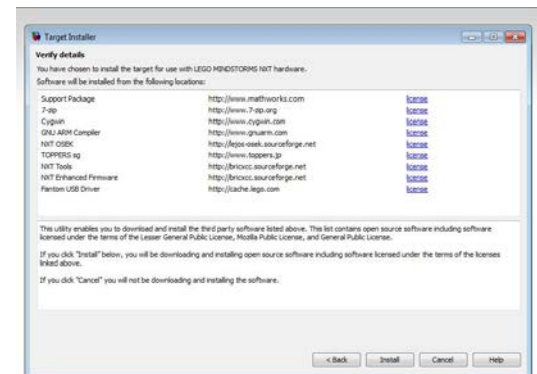 Target Installer
Verify details
You have chosen to install the target for use with LEGO MINDSTORMS NXT hardware.
Software will be installed from the following locations:
Support Package http://www.mathworks.com license
7-zip http://www.7-zip.org license
Cygwin http://www.cygwin.com license
GNU ARM Compiler http://www.gnuarm.com license
NXT OSEK http://lejos-osek.sourceforge.net license
TOPPERS sg http://www.toppers.jp license
NXT Tools http://bricxcc.sourceforge.net license
NXT Enhanced Firmware http://bricxcc.sourceforge.net license
Fantom USB Driver http://cache.lego.com license
This utility enables you to download and install the third party software listed above. This list contains open source software including software
licensed under the terms of the Lesser General Public License, Mozilla Public License, and General Public License.
If you click "Install" below, you will be downloading and installing open source software including software licensed under the terms of the licenses
linked above.
If you click "Cancel" you will not be downloading and installing the software.
< Back Install Cancel Help